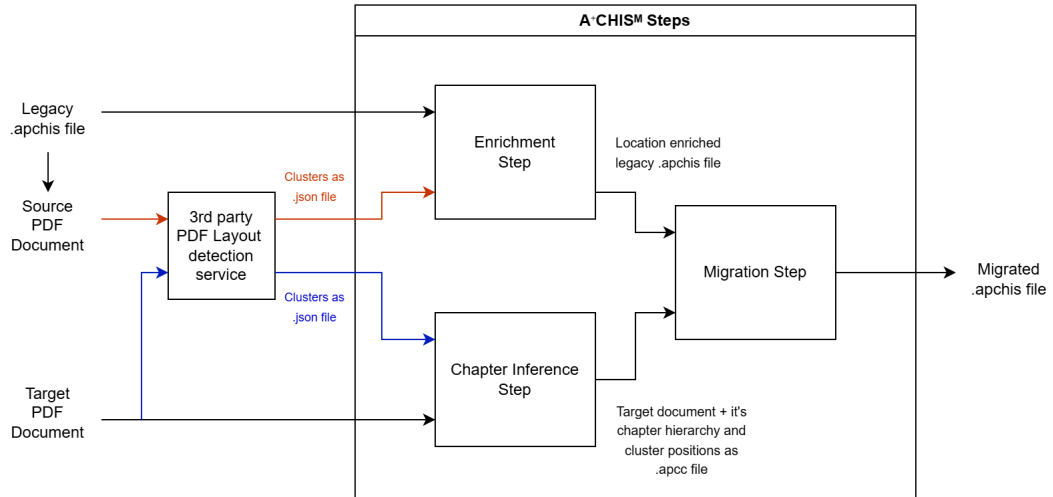 A⁺CHISᴹ Steps
Legacy
.apchis file
Source
PDF
Document
Target
PDF
Document
3rd party
PDF Layout
detection
service
Clusters as
.json file
Clusters as
.json file
Enrichment
Step
Chapter Inference
Step
Location enriched
legacy .apchis file
Target document + it's
chapter hierarchy and
cluster positions as
.apcc file
Migration Step
Migrated
.apchis file